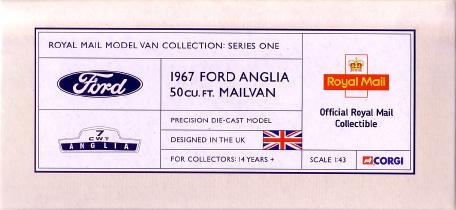 ROYAL MAIL MODEL VAN COLLECTION: SERIES ONE
Ford
1967 FORD ANGLIA
50CU. FT. MAILVAN
Royal Mail
Official Royal Mail
Collectible
7
CWT
ANGLIA
PRECISION DIE-CAST MODEL
DESIGNED IN THE UK
FOR COLLECTORS: 14 YEARS +
SCALE 1:43
CORGI